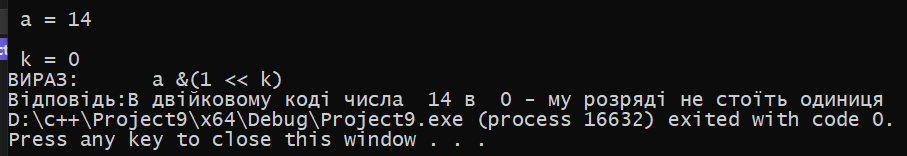 a = 14
k = 0
ВИРАЗ:      a &(1 << k)
Відповідь:В двійковому коді числа  14 в  0 - му розряді не стоїть одиниця
D:\c++\Project9\x64\Debug\Project9.exe (process 16632) exited with code 0.
Press any key to close this window . . .